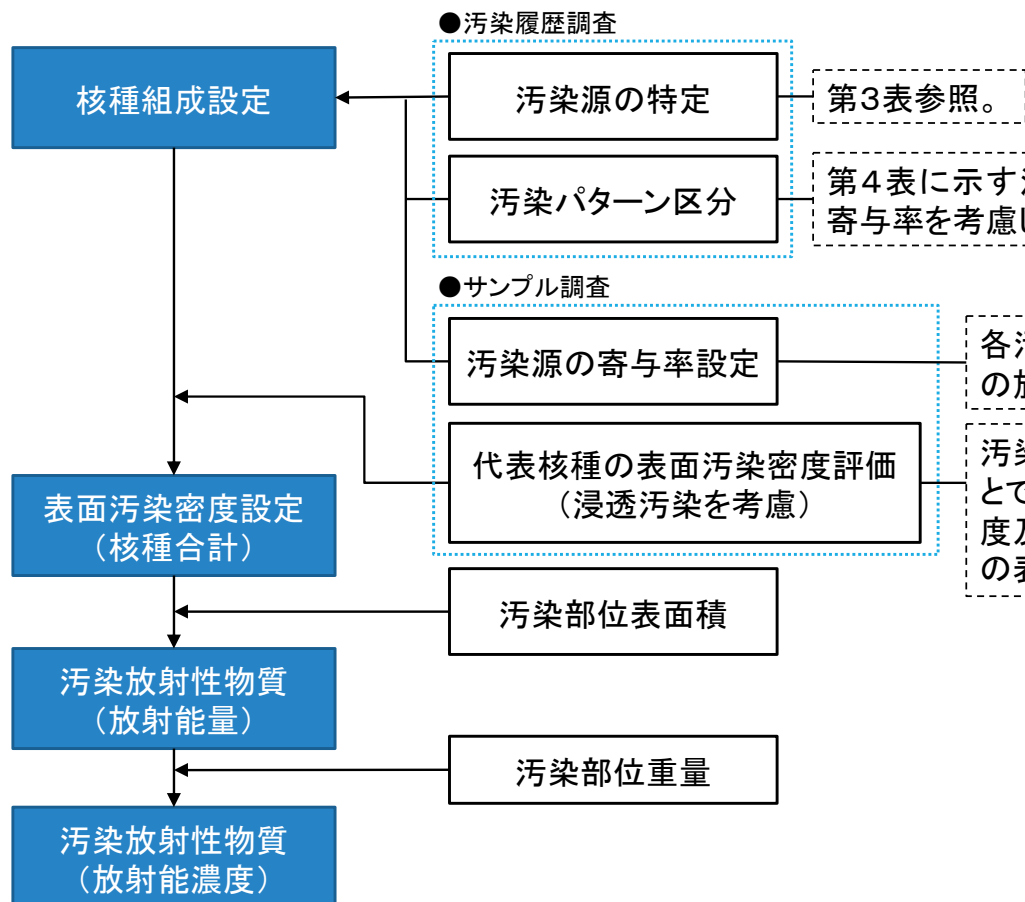 ●汚染履歴調査
核種組成設定
汚染源の特定
第3表参照。
汚染パターン区分
第4表に示す
寄与率を考慮
●サンプル調査
汚染源の寄与率設定
各汚
の放
代表核種の表面汚染密度評価
（浸透汚染を考慮）
汚染
とで
度及
の表
表面汚染密度設定
（核種合計）
汚染部位表面積
汚染放射性物質
（放射能量）
汚染部位重量
汚染放射性物質
（放射能濃度）